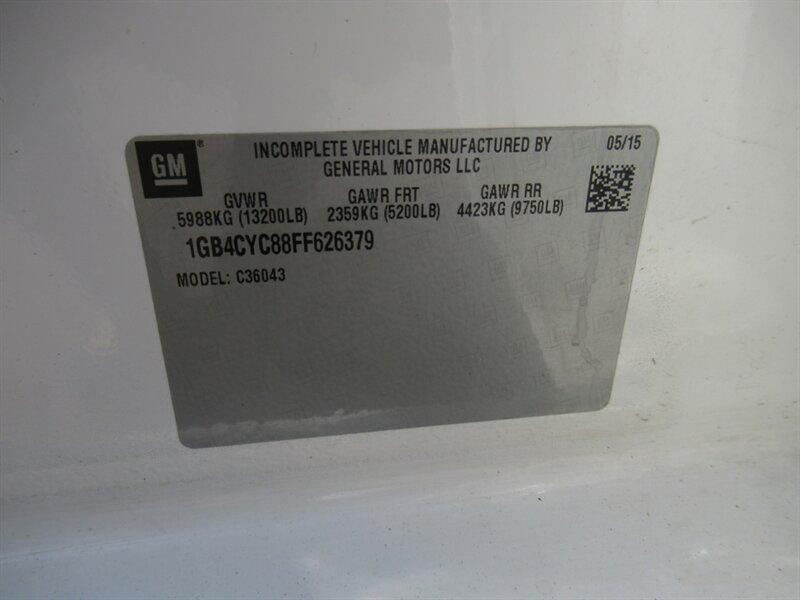 GM®
INCOMPLETE VEHICLE MANUFACTURED BY 05/15
GENERAL MOTORS LLC
GVWR GAWR FRT GAWR RR
5988KG (13200LB) 2359KG (5200LB) 4423KG (9750LB)
1GB4CYC88FF626379
MODEL: C36043